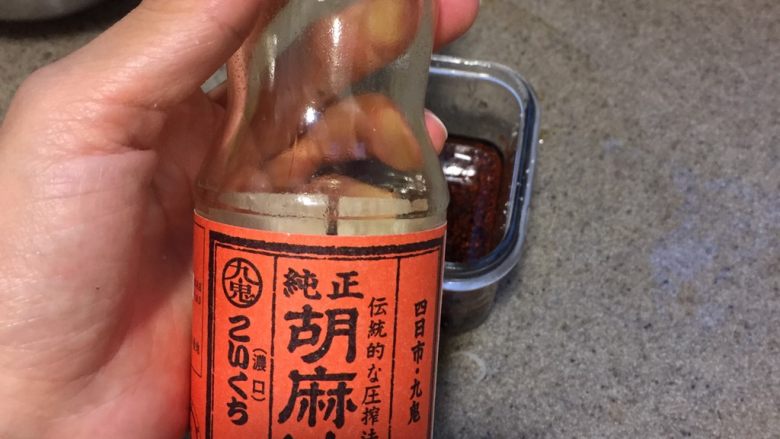 四日市・九鬼
伝統的な圧搾法
純正
胡麻
九鬼
こいくち
(濃口)